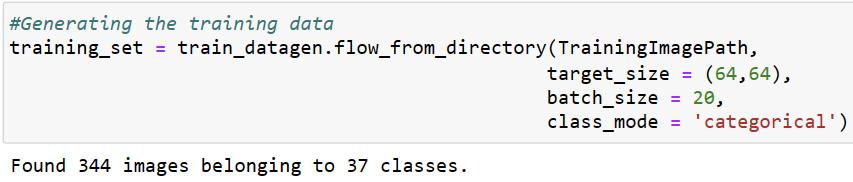 #Generating the training data
training_set = train_datagen.flow_from_directory(TrainingImagePath,
target_size = (64,64),
batch_size = 20,
class_mode = 'categorical')
Found 344 images belonging to 37 classes.